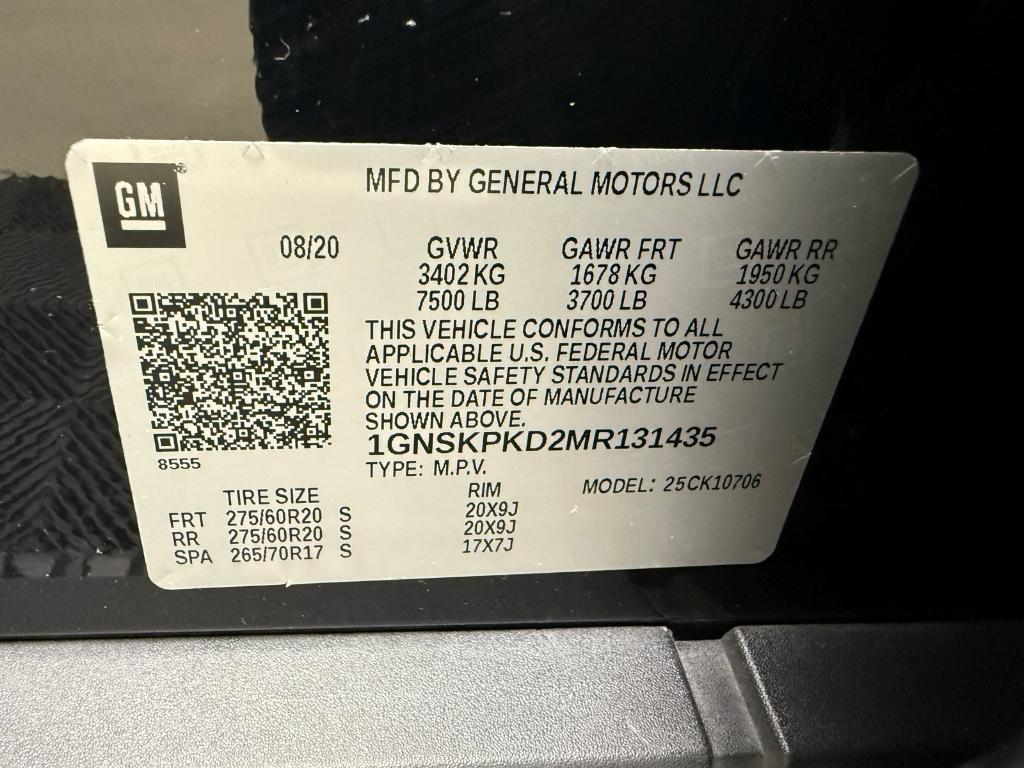 GM
MFD BY GENERAL MOTORS LLC
08/20 GVWR GAWR FRT GAWR RR
3402 KG 1678 KG 1950 KG
7500 LB 3700 LB 4300 LB
THIS VEHICLE CONFORMS TO ALL
APPLICABLE U.S. FEDERAL MOTOR
VEHICLE SAFETY STANDARDS IN EFFECT
ON THE DATE OF MANUFACTURE
SHOWN ABOVE.
1GNSKPKD2MR131435
8555
TYPE: M.P.V.
MODEL: 25CK10706
TIRE SIZE RIM
FRT 275/60R20 S 20X9J
RR 275/60R20 S 20X9J
SPA 265/70R17 S 17X7J